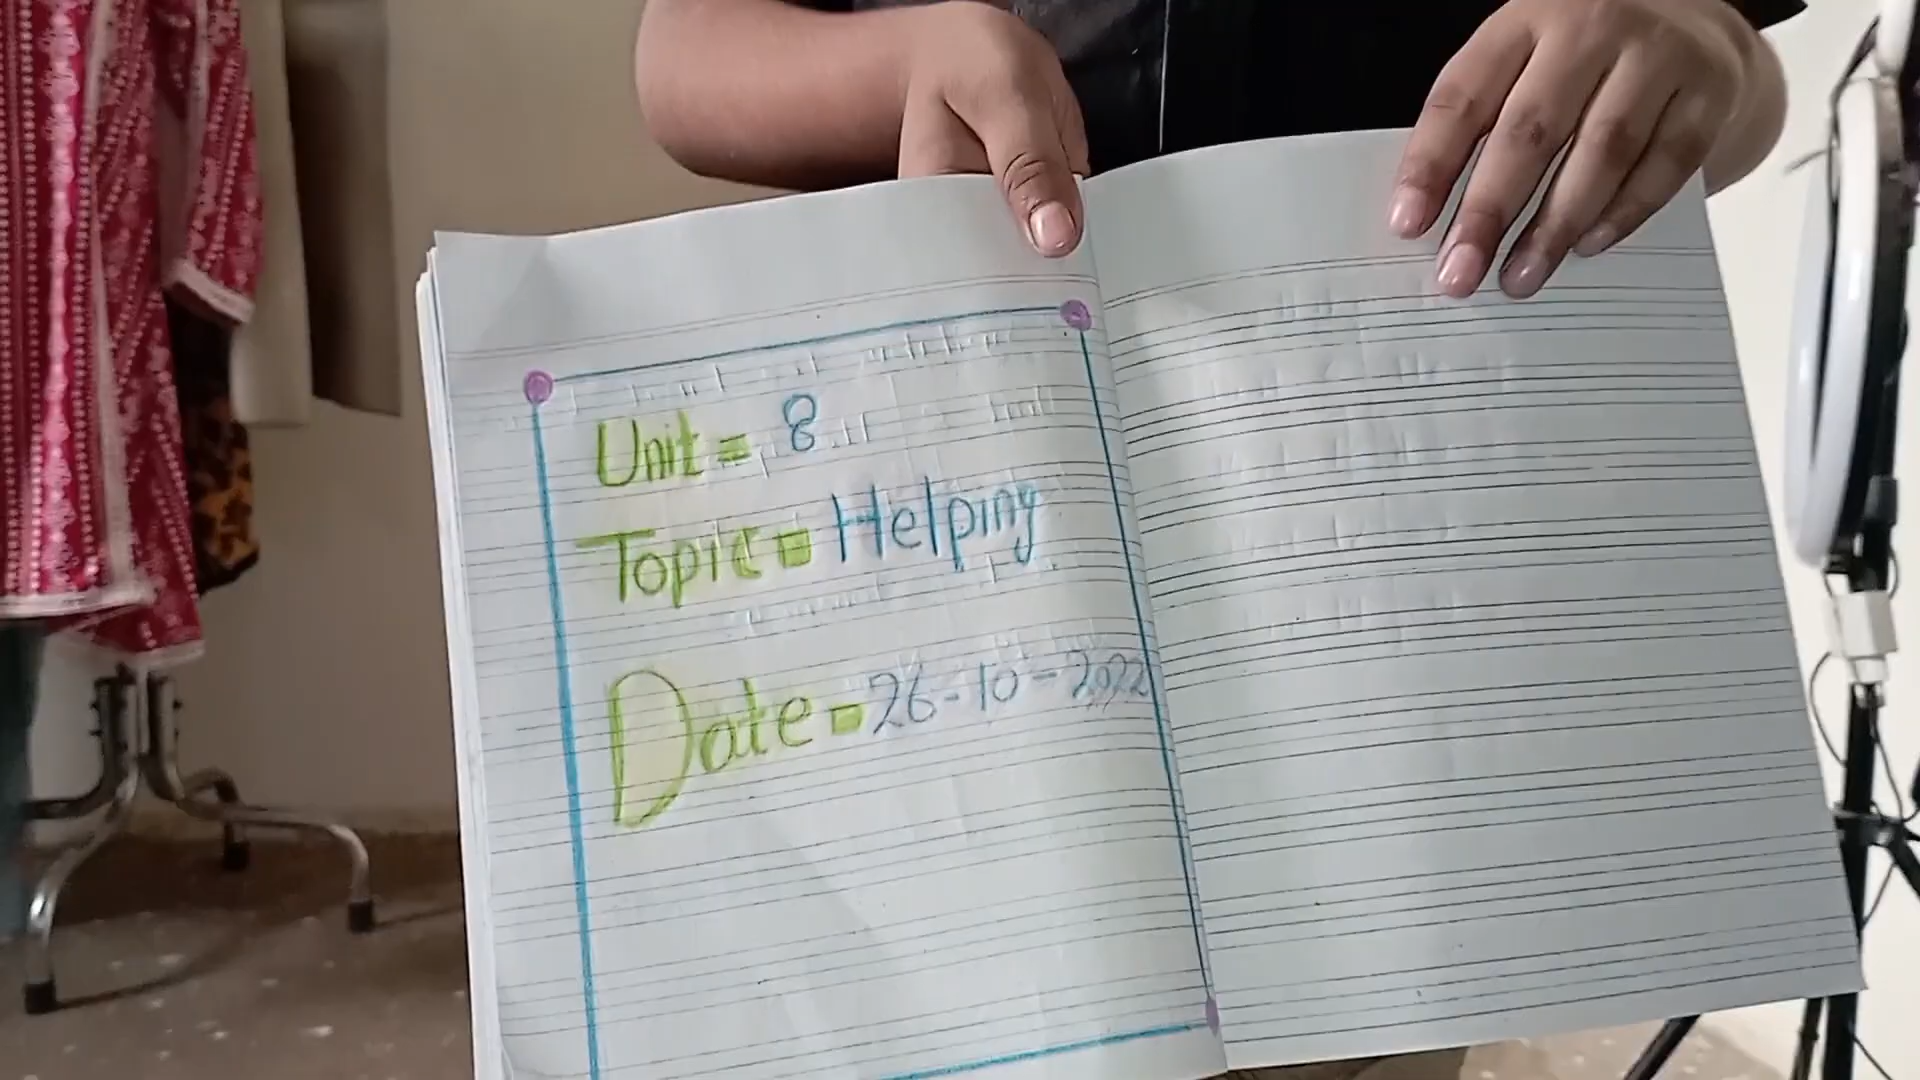 Unit = 8
Topic = Helping
Date = 26-10-2022